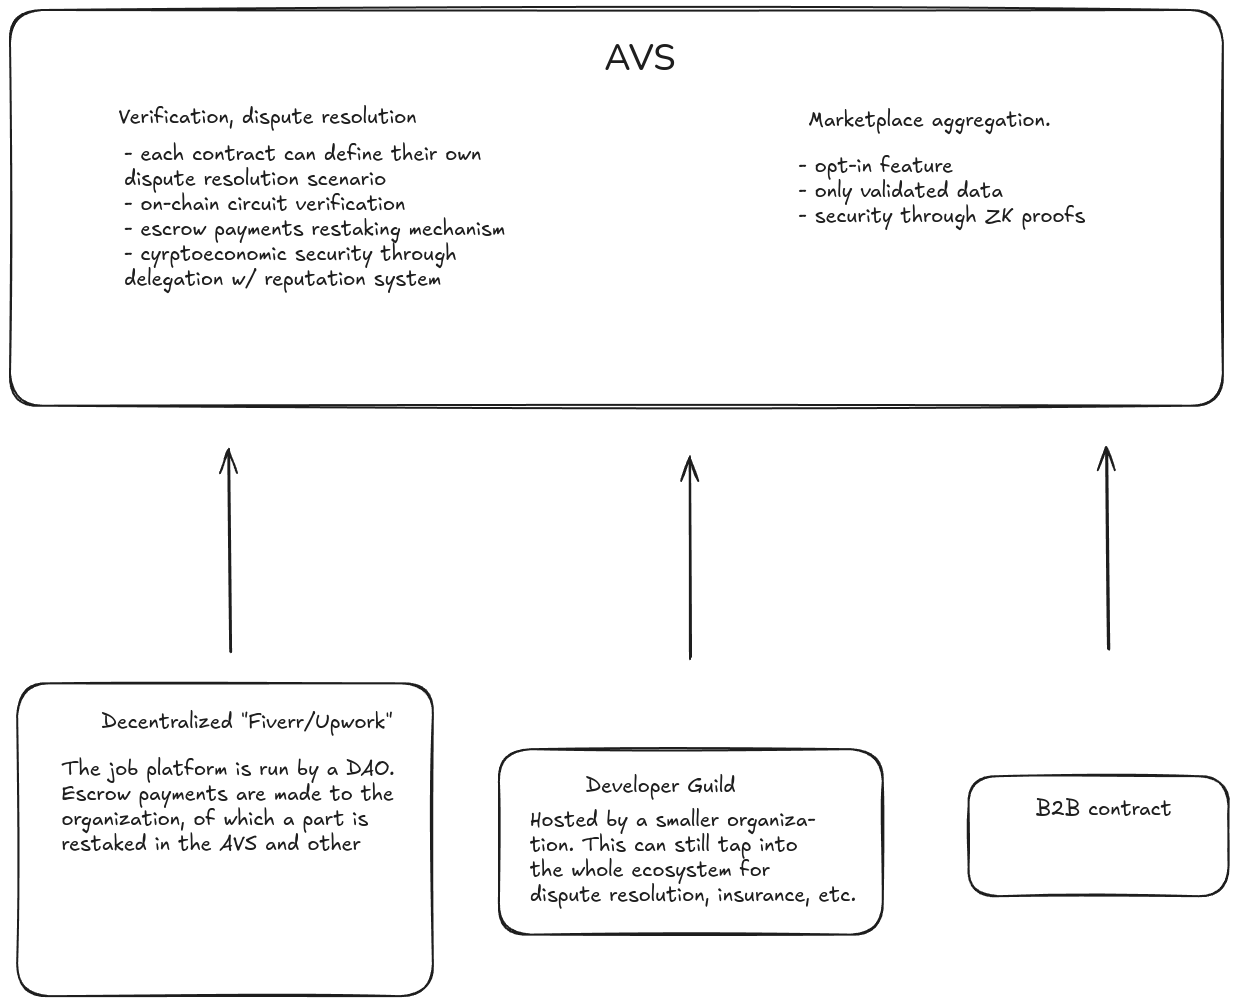 AVS
Verification, dispute resolution
- each contract can define their own
dispute resolution scenario
- on-chain circuit verification
- escrow payments restaking mechanism
- cyrptoeconomic security through
delegation w/ reputation system
Marketplace aggregation.
- opt-in feature
- only validated data
- security through ZK proofs
Decentralized "Fiverr/Upwork"
The job platform is run by a DAO.
Escrow payments are made to the
organization, of which a part is
restaked in the AVS and other
Developer Guild
Hosted by a smaller organiza-
tion. This can still tap into
the whole ecosystem for
dispute resolution, insurance, etc.
B2B contract